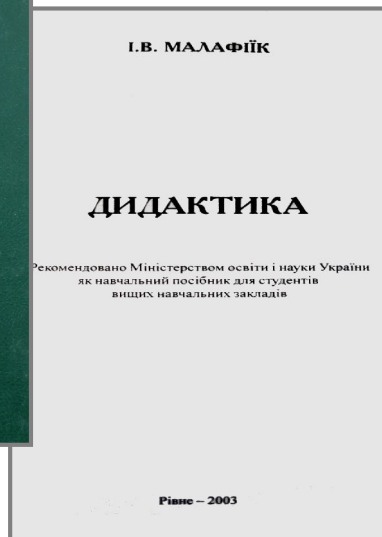 І.В. МАЛАФІЇК
ДИДАКТИКА
Рекомендовано Міністерством освіти і науки України
як навчальний посібник для студентів
вищих навчальних закладів
Рівне – 2003